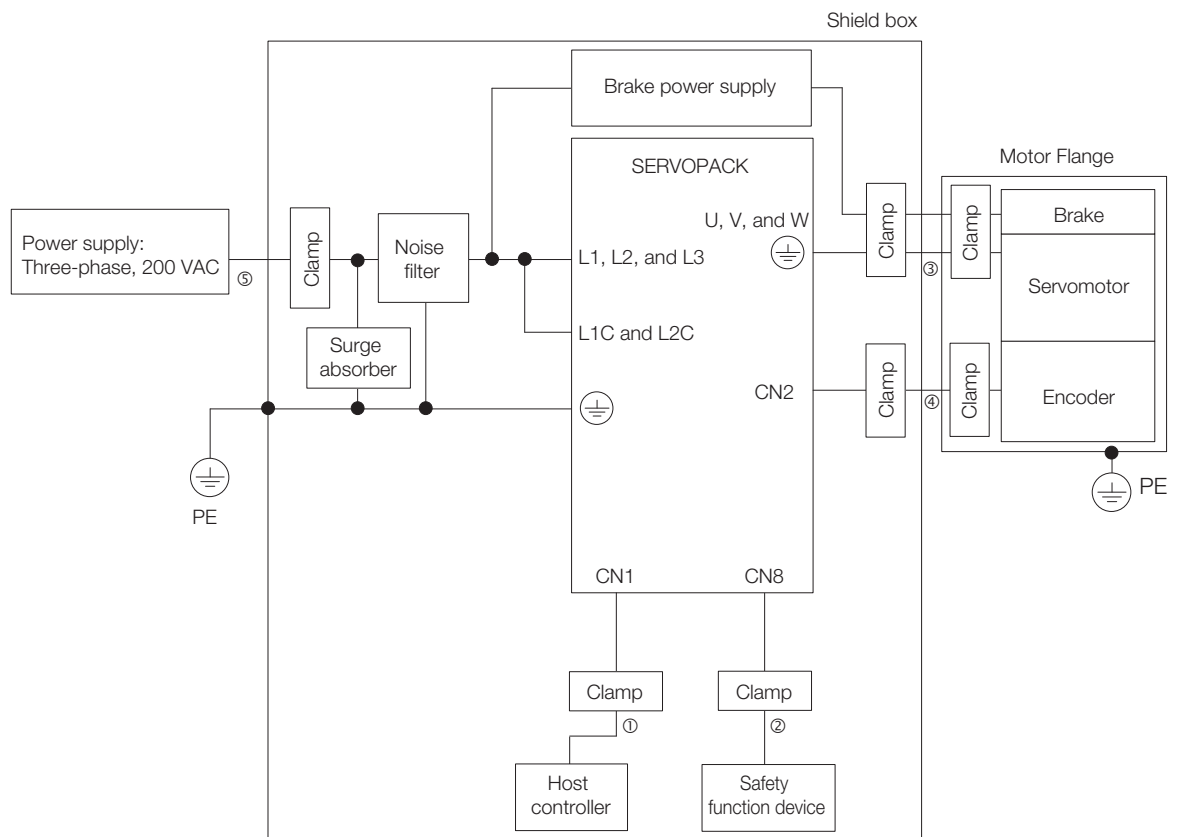 Shield box
Brake power supply
SERVOPACK
Motor Flange
Power supply:
Three-phase, 200 VAC
⑤
Clamp
Noise
filter
L1, L2, and L3
U, V, and W
Clamp
③
Clamp
Brake
Servomotor
Surge
absorber
L1C and L2C
CN2
Clamp
④
Clamp
Encoder
PE
PE
CN1
CN8
Clamp
Clamp
①
②
Host
controller
Safety
function device